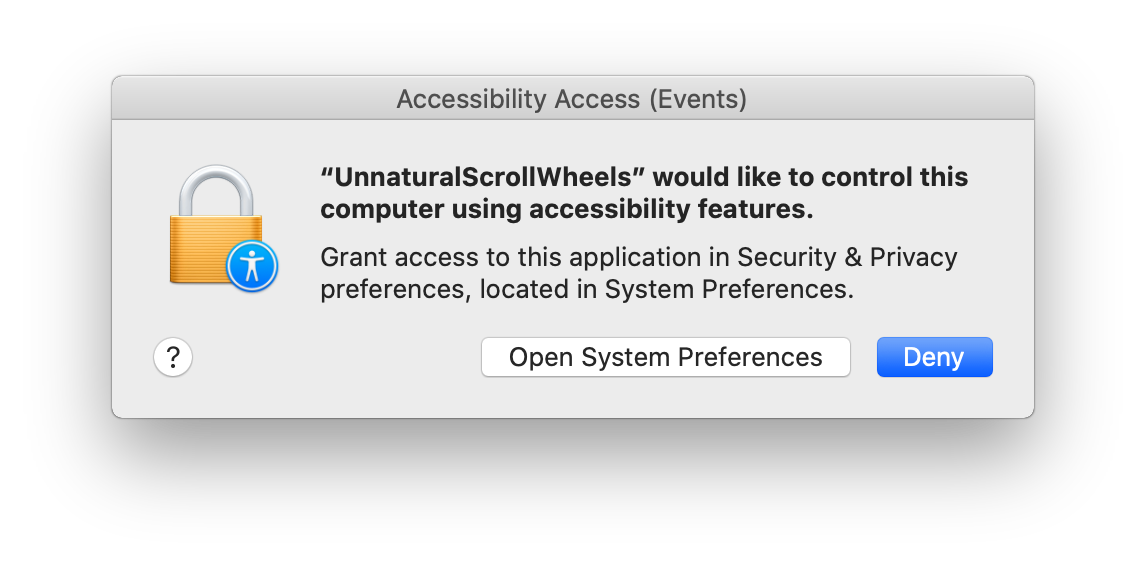 Accessibility Access (Events)
“UnnaturalScrollWheels” would like to control this
computer using accessibility features.
Grant access to this application in Security & Privacy
preferences, located in System Preferences.
?
Open System Preferences
Deny